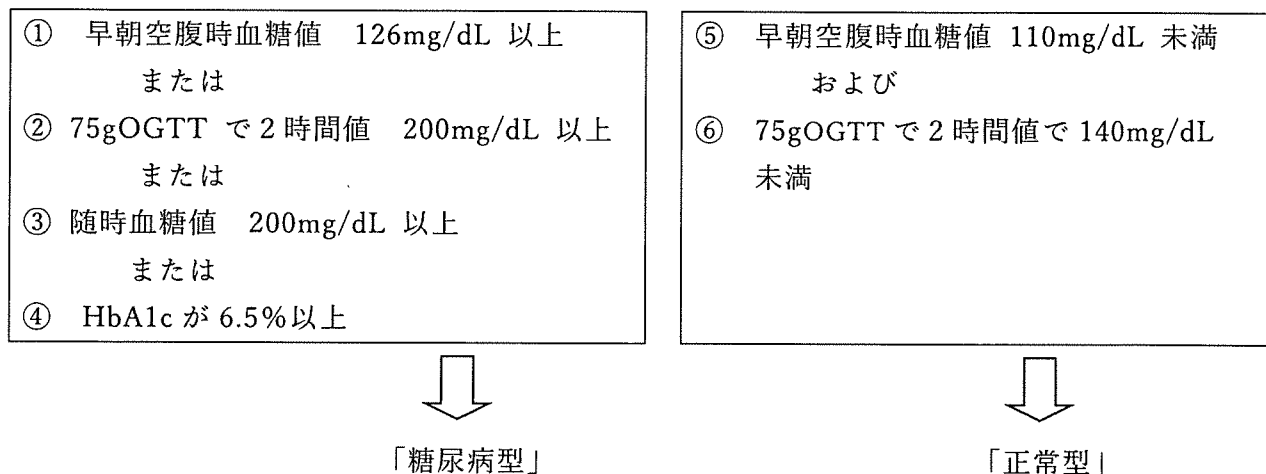 ① 早朝空腹時血糖値 126mg/dL 以上
または
② 75gOGTT で2時間値 200mg/dL 以上
または
③ 随時血糖値 200mg/dL 以上
または
④ HbA1c が 6.5%以上
「糖尿病型」
⑤ 早朝空腹時血糖値 110mg/dL 未満
および
⑥ 75gOGTT で2時間値で 140mg/dL
未満
「正常型」